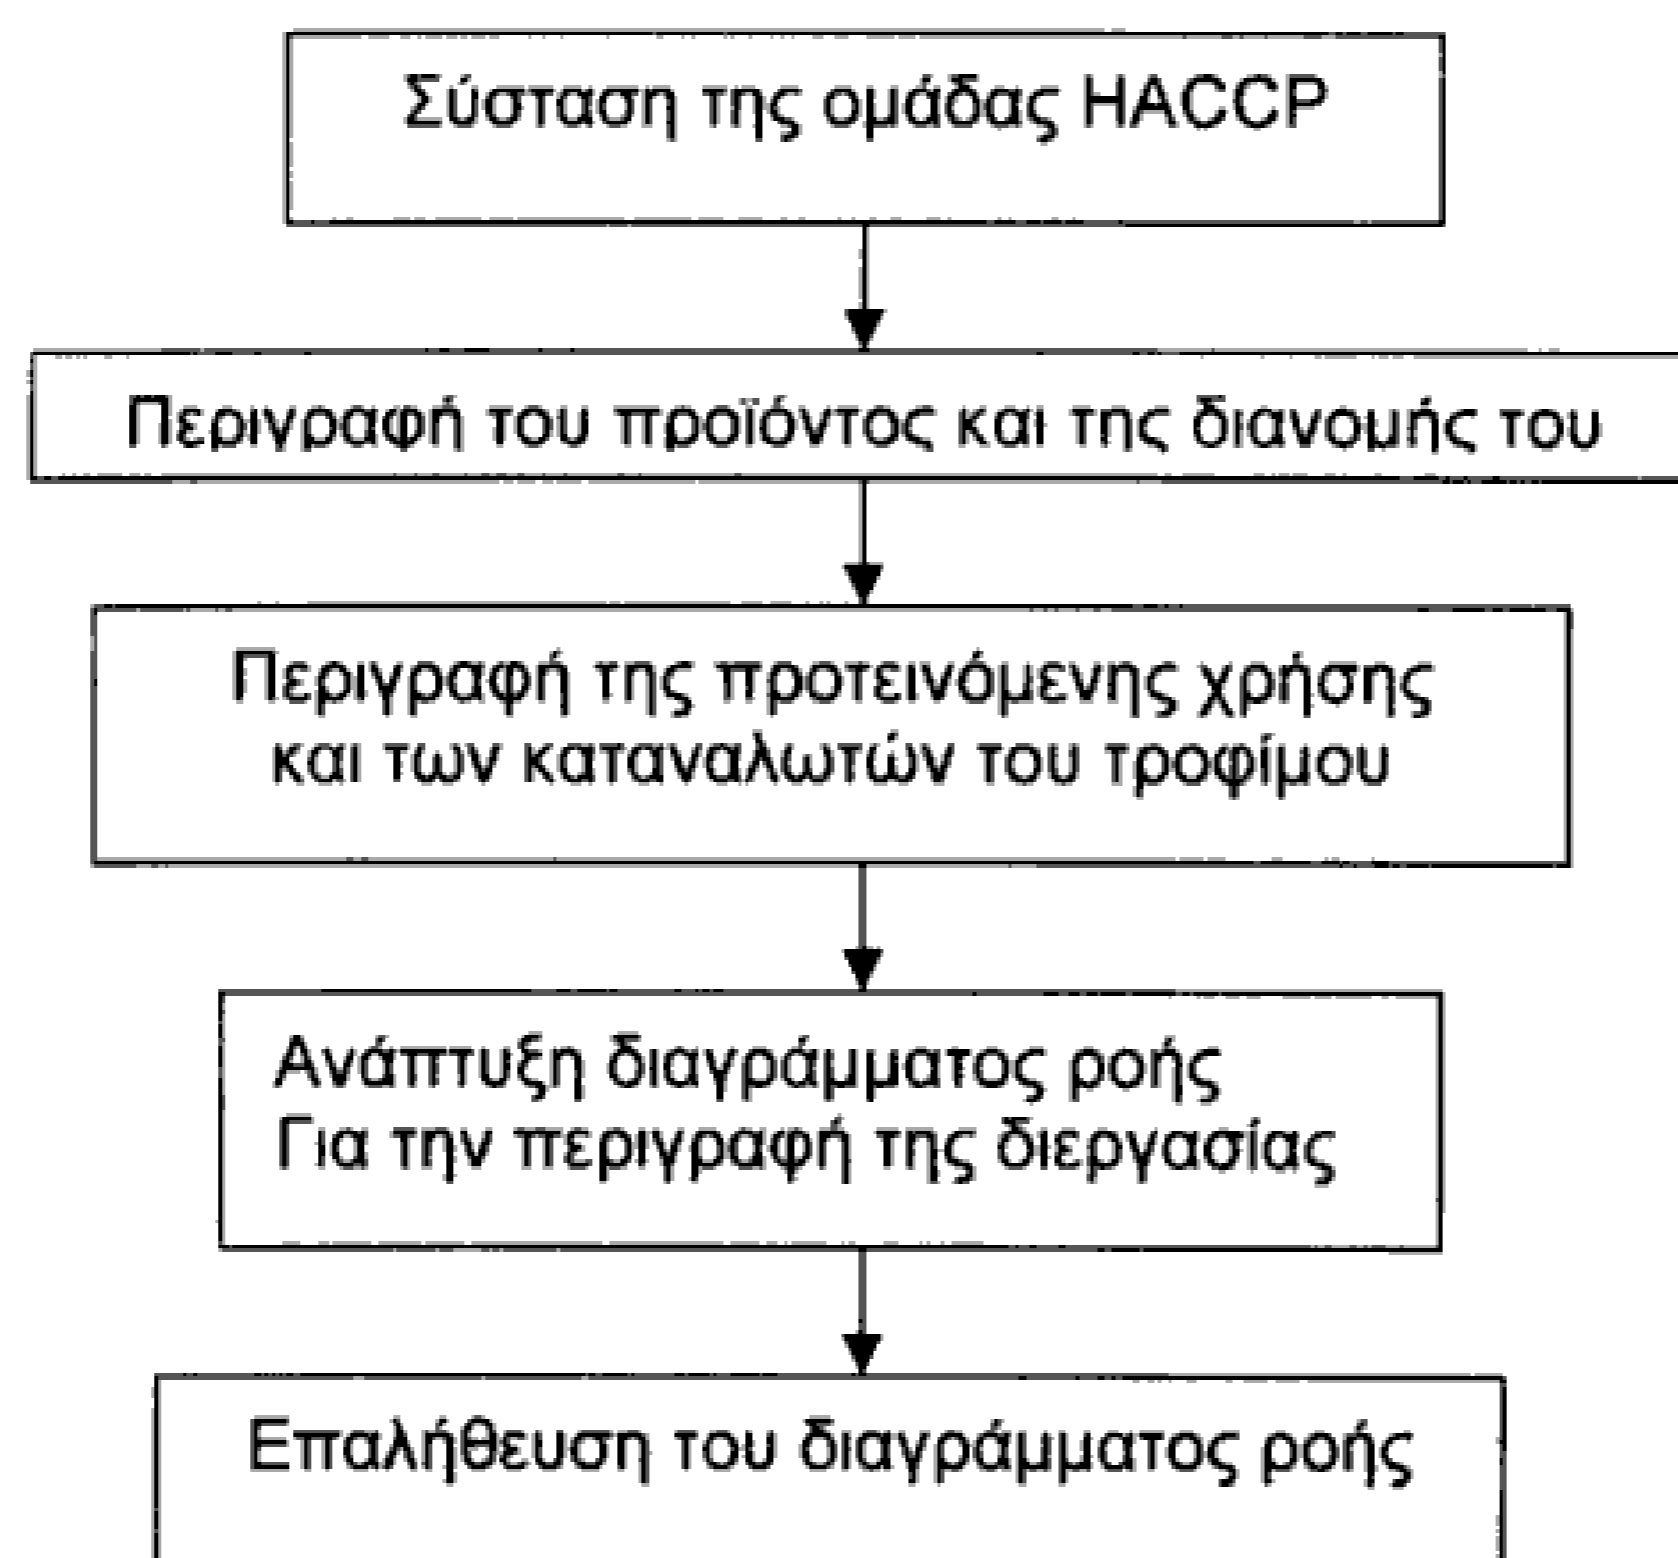 Σύσταση της ομάδας HACCP
Περιγραφή του προϊόντος και της διανομής του
Περιγραφή της προτεινόμενης χρήσης
και των καταναλωτών του τροφίμου
Ανάπτυξη διαγράμματος ροής
Για την περιγραφή της διεργασίας
Επαλήθευση του διαγράμματος ροής